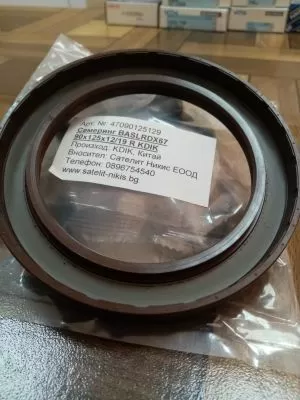 Арт. №: 47090125129
Семеринг BASLRDX67
90x125x12/19 R KDIK
Произход: KDIK, Китай
Вносител: Сателит Никис ЕООД
Телефон: 0896754540
www.satelit-nikis.bg